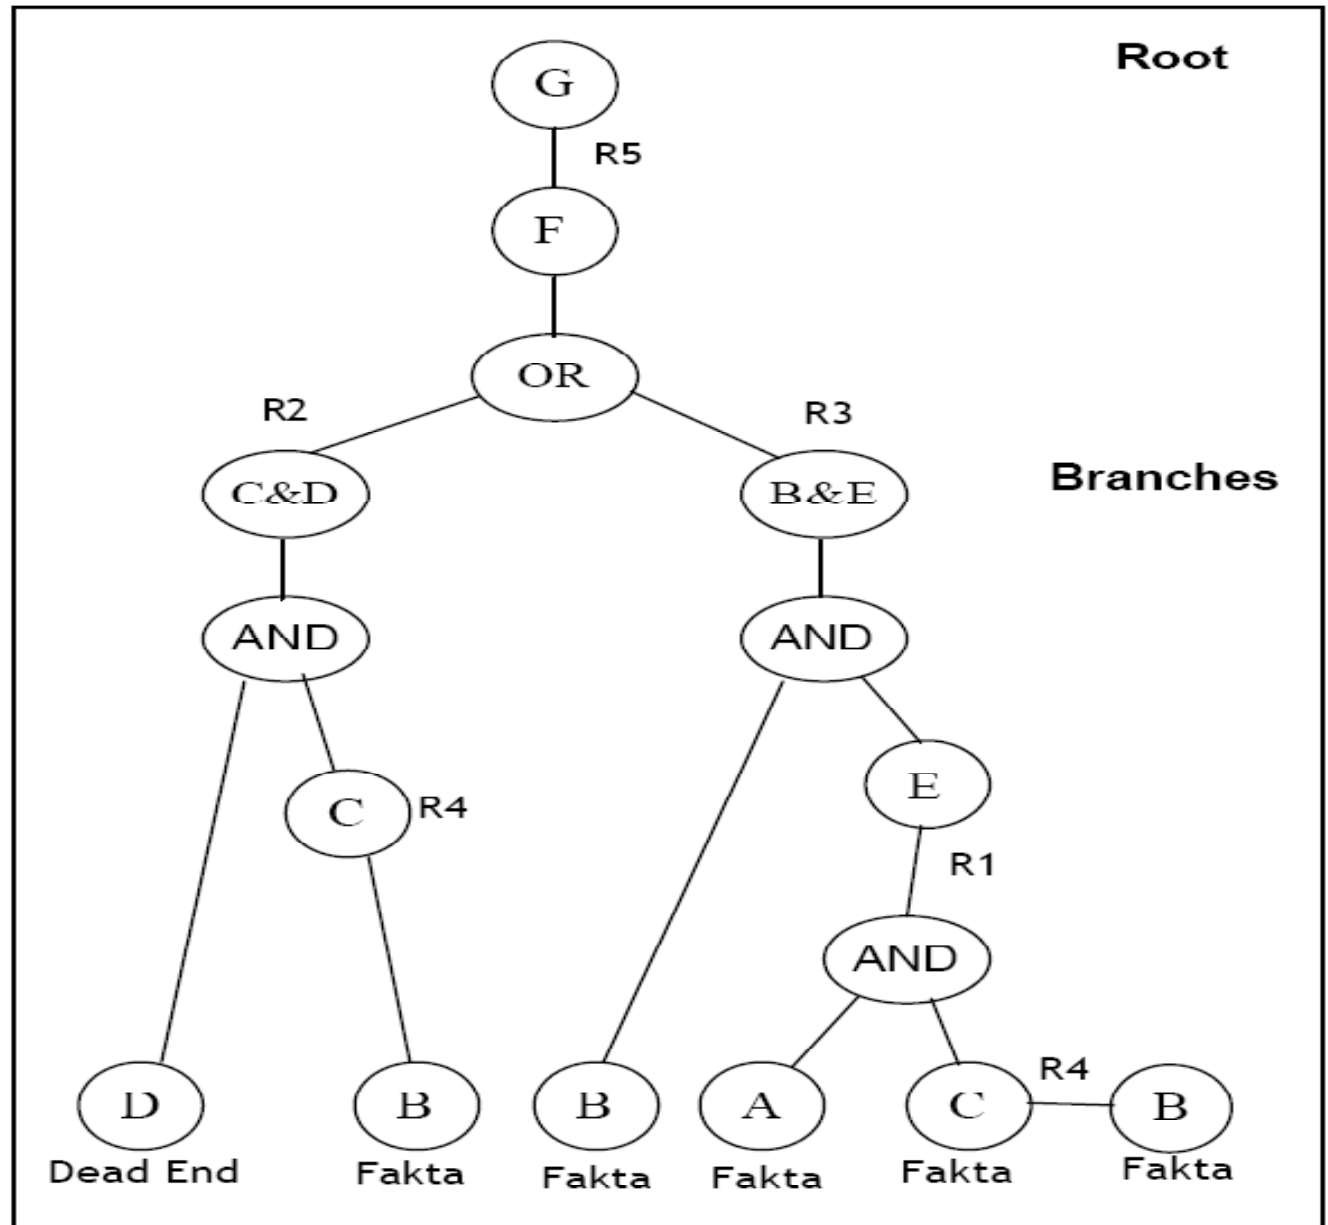 Root
G
R5
F
OR
R2
R3
C&D
B&E
Branches
AND
AND
E
C
R4
R1
AND
R4
D
B
B
A
C
B
Dead End
Fakta
Fakta
Fakta
Fakta
Fakta